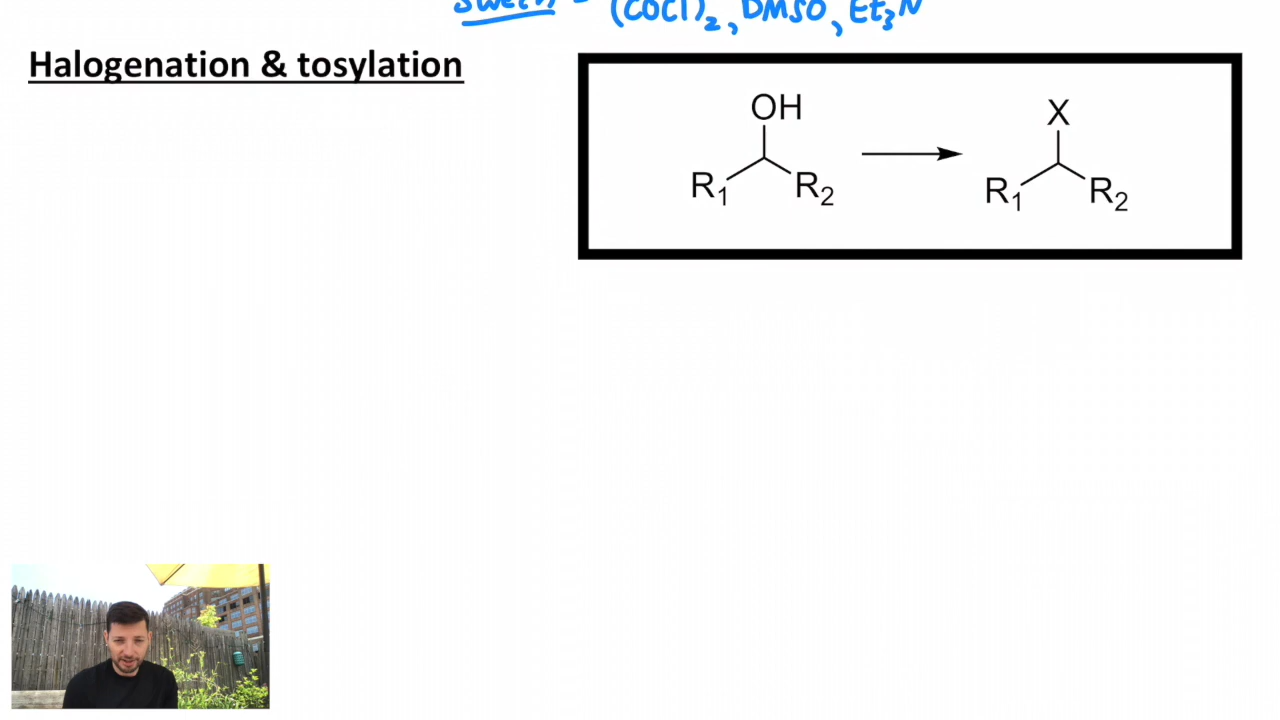 Swern - (COCl)₂, DMSO, Et₃N
Halogenation & tosylation
OH
X
R₁
R₂
R₁
R₂